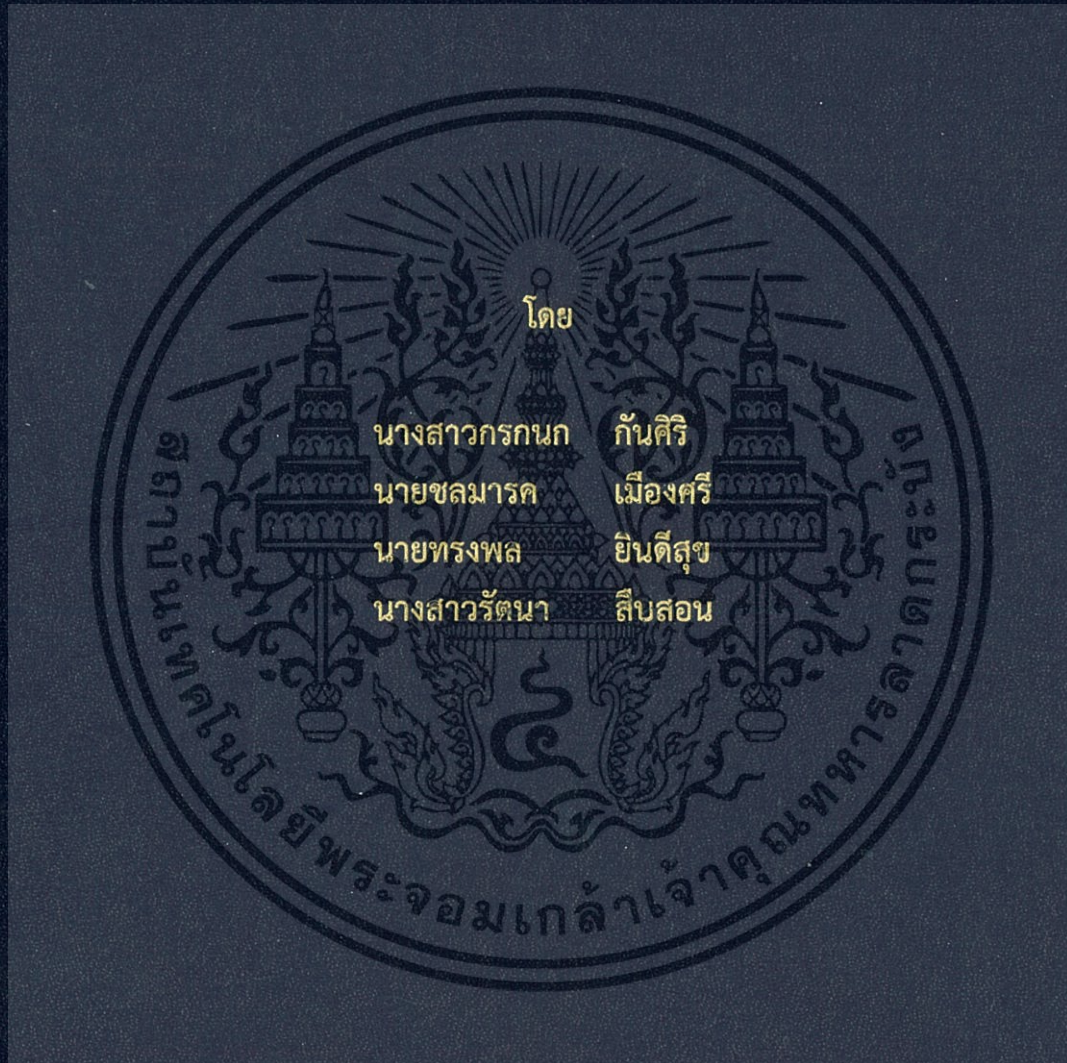 โดย
นางสาวกรกนก กันศิริ
นายชลมารค เมืองศรี
นายทรงพล ยินดีสุข
นางสาวรัตนา สืบสอน
สถาบันเทคโนโลยีพระจอมเกล้าเจ้าคุณทหารลาดกระบัง